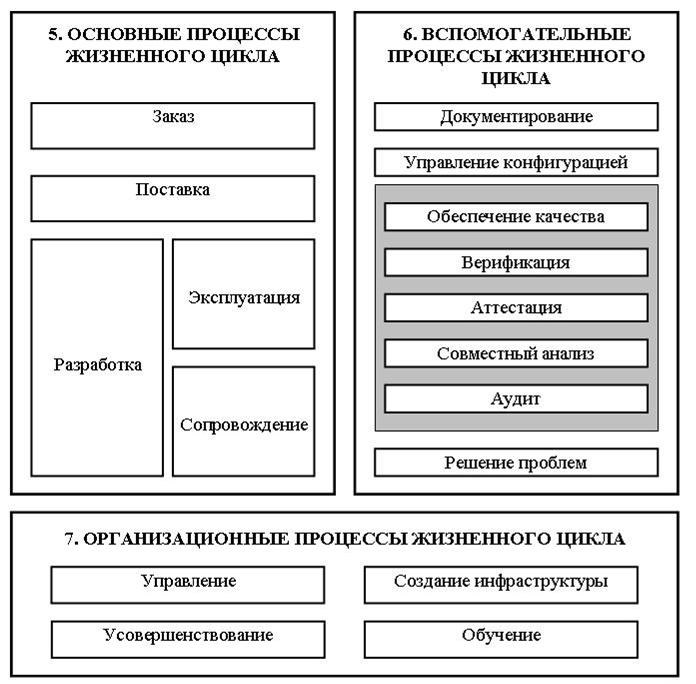 5. ОСНОВНЫЕ ПРОЦЕССЫ
ЖИЗНЕННОГО ЦИКЛА
Заказ
Поставка
Разработка
Эксплуатация
Сопровождение
6. ВСПОМОГАТЕЛЬНЫЕ
ПРОЦЕССЫ ЖИЗНЕННОГО
ЦИКЛА
Документирование
Управление конфигурацией
Обеспечение качества
Верификация
Аттестация
Совместный анализ
Аудит
Решение проблем
7. ОРГАНИЗАЦИОННЫЕ ПРОЦЕССЫ ЖИЗНЕННОГО ЦИКЛА
Управление
Создание инфраструктуры
Усовершенствование
Обучение